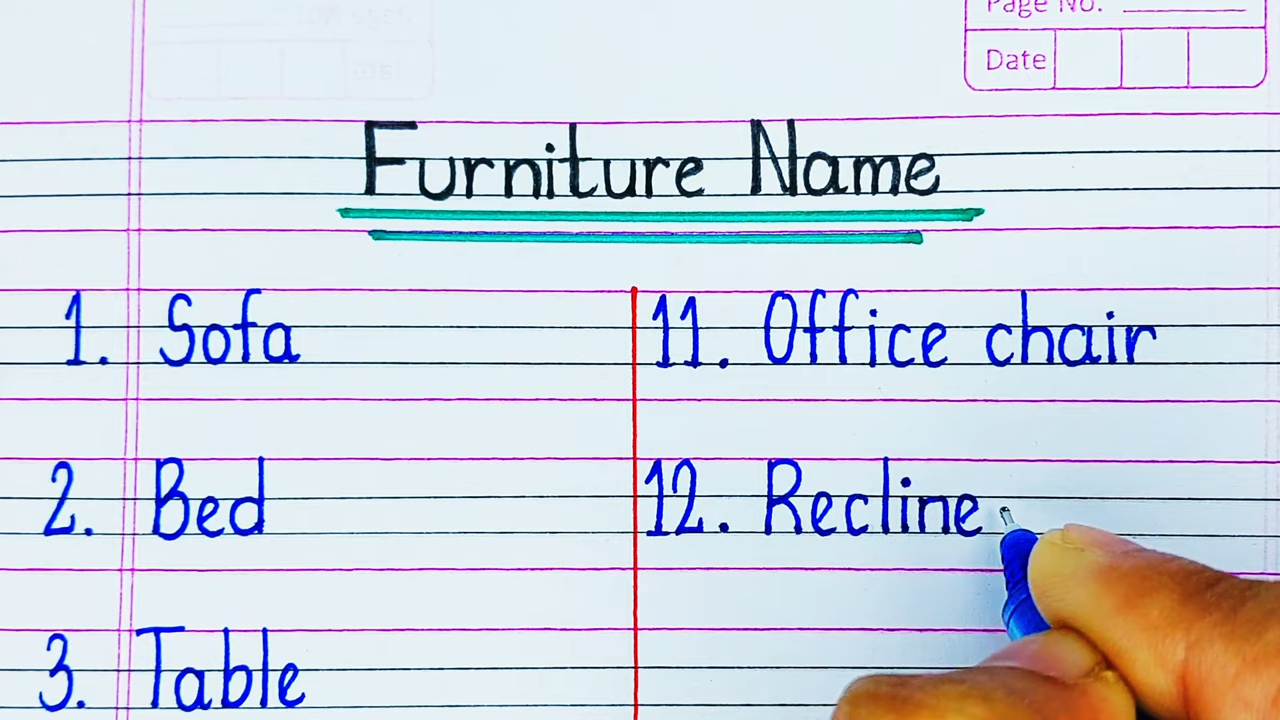 Page No.
Date
Furniture Name
1. Sofa
11. Office chair
2. Bed
12. Recline
3. Table